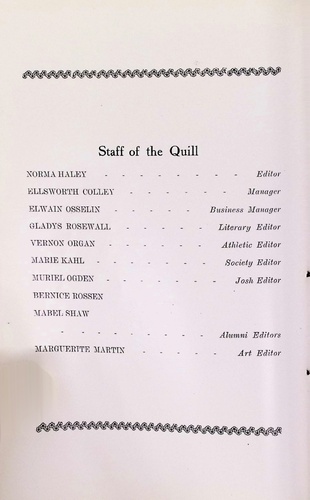 Staff of the Quill
NORMA HALEY - - - - - - - Editor
ELLSWORTH COLLEY - - - - - Manager
ELWAIN OSSELIN - - - - Business Manager
GLADYS ROSEWALL - - - - Literary Editor
VERNON ORGAN - - - - - Athletic Editor
MARIE KAHL - - - - - Society Editor
MURIEL OGDEN - - - - - - Josh Editor
BERNICE ROSSEN
MABEL SHAW
- - - - - - - Alumni Editors
MARGUERITE MARTIN - - - - Art Editor